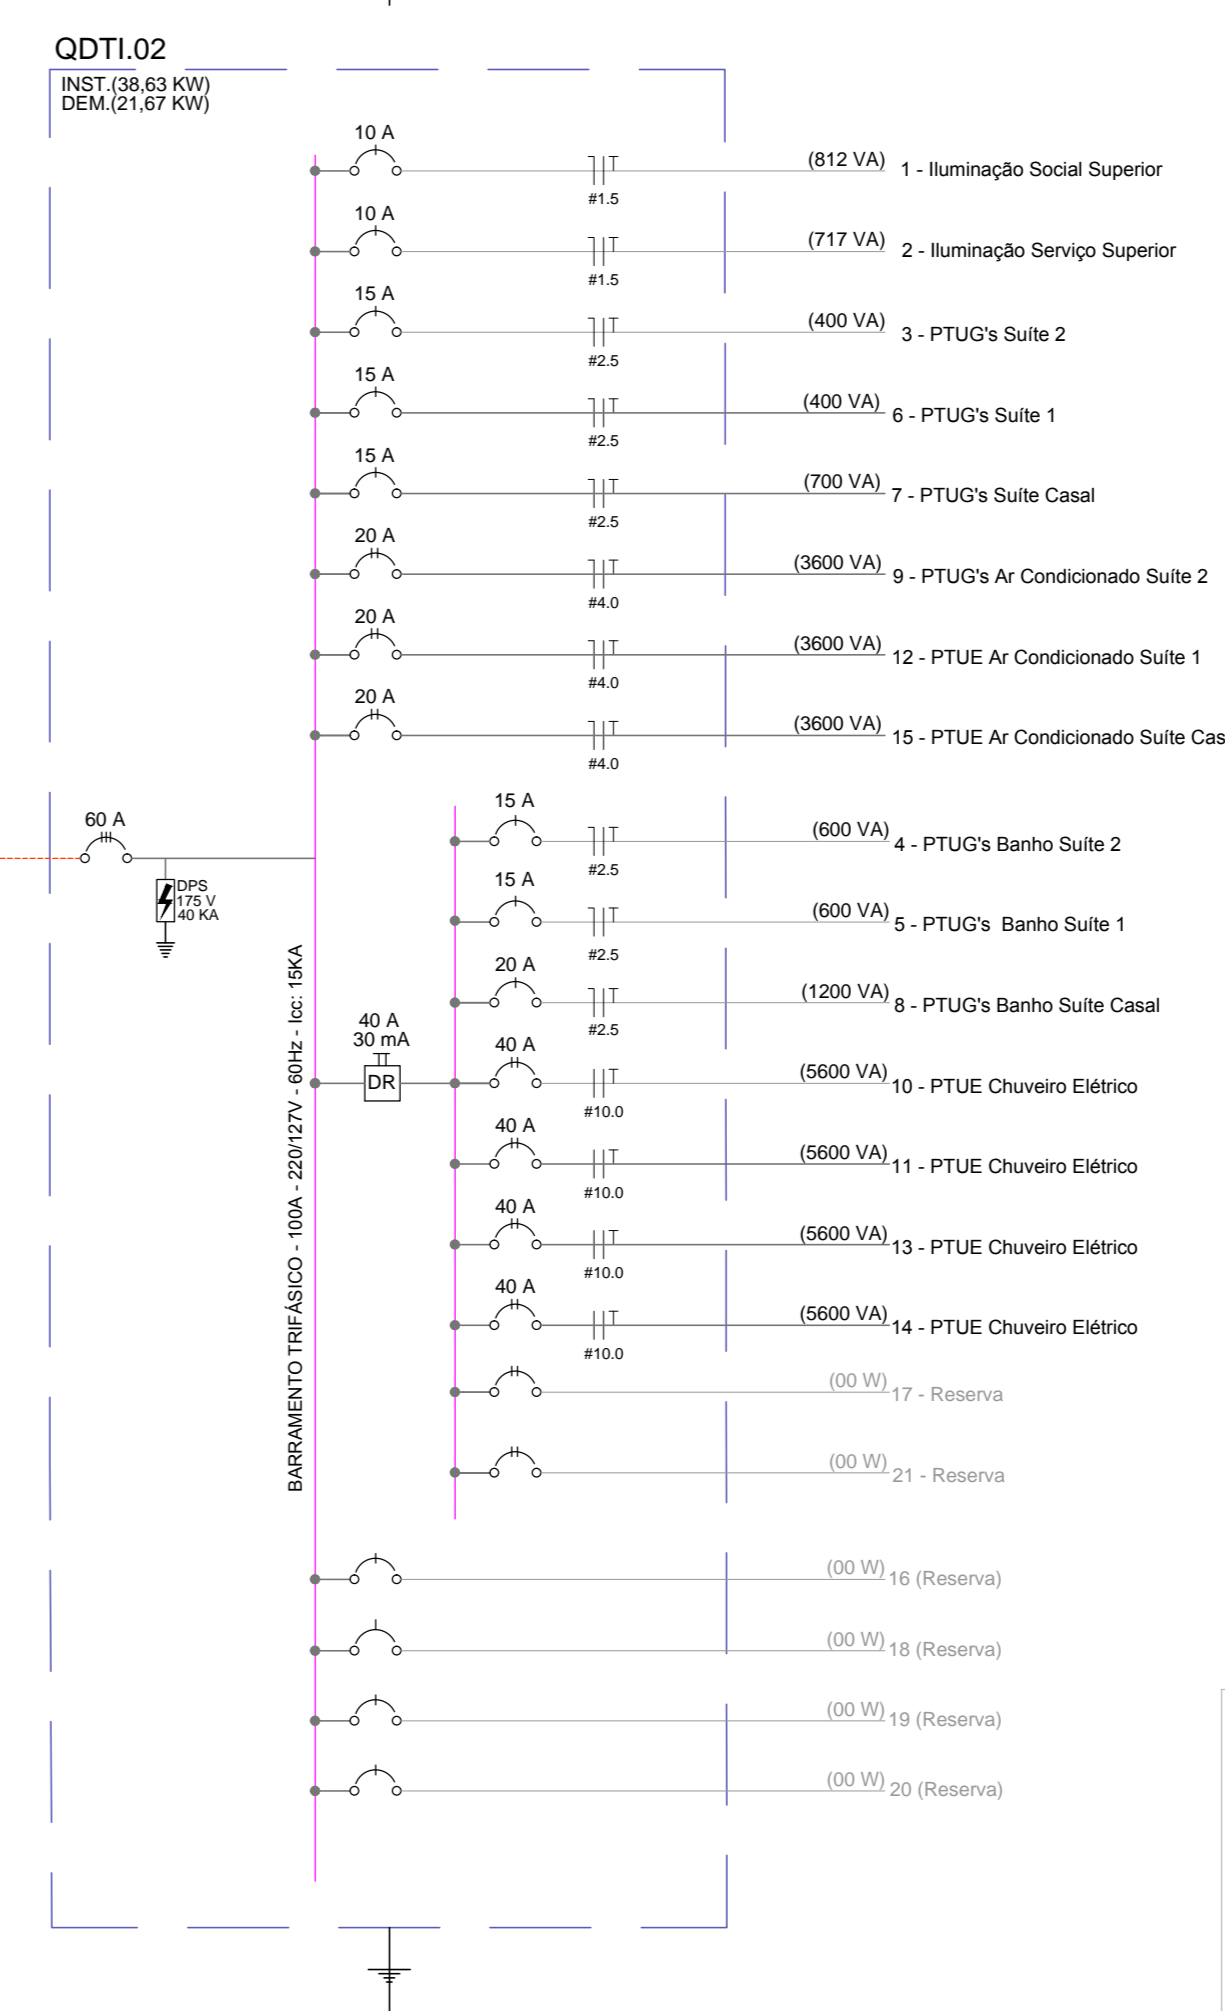 QDTI.02
INST.(38,63 KW)
DEM.(21,67 KW)
10 A
#1.5
(812 VA)
1 - Iluminação Social Superior
10 A
#1.5
(717 VA)
2 - Iluminação Serviço Superior
15 A
#2.5
(400 VA)
3 - PTUG's Suíte 2
15 A
#2.5
(400 VA)
6 - PTUG's Suíte 1
15 A
#2.5
(700 VA)
7 - PTUG's Suíte Casal
20 A
#4.0
(3600 VA)
9 - PTUG's Ar Condicionado Suíte 2
20 A
#4.0
(3600 VA)
12 - PTUE Ar Condicionado Suíte 1
20 A
#4.0
(3600 VA)
15 - PTUE Ar Condicionado Suíte Cas
60 A
DPS
175 V
40 KA
BARRAMENTO TRIFÁSICO - 100A - 220/127V - 60Hz - Icc: 15KA
40 A
30 mA
DR
15 A
#2.5
(600 VA)
4 - PTUG's Banho Suíte 2
15 A
#2.5
(600 VA)
5 - PTUG's  Banho Suíte 1
20 A
#2.5
(1200 VA)
8 - PTUG's Banho Suíte Casal
40 A
#10.0
(5600 VA)
10 - PTUE Chuveiro Elétrico
40 A
#10.0
(5600 VA)
11 - PTUE Chuveiro Elétrico
40 A
#10.0
(5600 VA)
13 - PTUE Chuveiro Elétrico
40 A
#10.0
(5600 VA)
14 - PTUE Chuveiro Elétrico
(00 W)
17 - Reserva
(00 W)
21 - Reserva
(00 W)
16 (Reserva)
(00 W)
18 (Reserva)
(00 W)
19 (Reserva)
(00 W)
20 (Reserva)